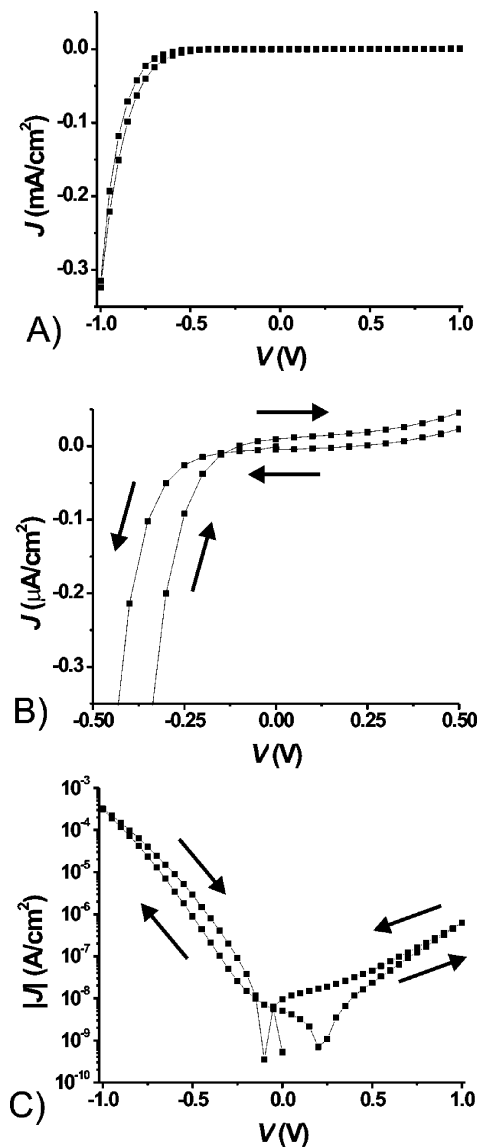 0.0
-0.1
-0.2
-0.3
J (mA/cm²)
-1.0 -0.5 0.0 0.5 1.0
V (V)
A)
0.0
-0.1
-0.2
-0.3
J (μA/cm²)
-0.50 -0.25 0.00 0.25 0.50
V (V)
B)
10⁻³
10⁻⁴
10⁻⁵
10⁻⁶
10⁻⁷
10⁻⁸
10⁻⁹
10⁻¹⁰
|J| (A/cm²)
-1.0 -0.5 0.0 0.5 1.0
V (V)
C)